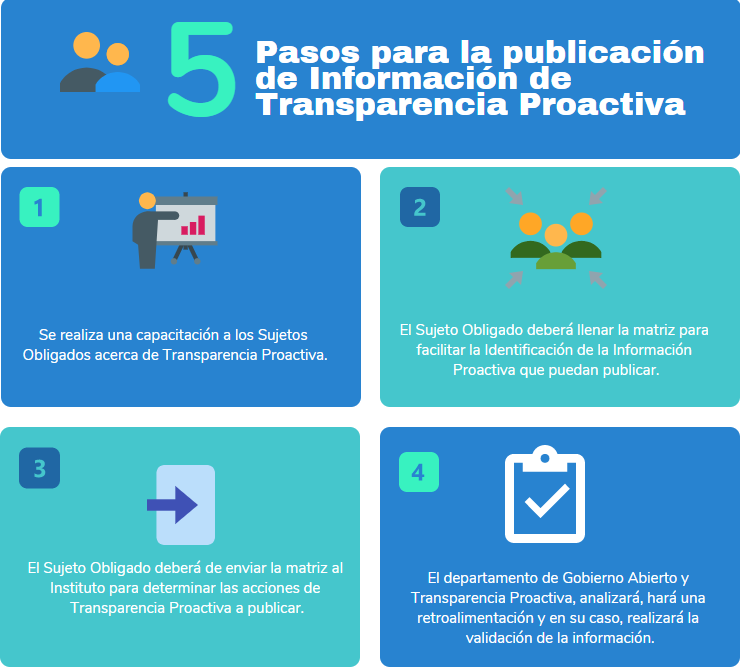 5
Pasos para la publicación
de Información de
Transparencia Proactiva
1
Se realiza una capacitación a los Sujetos
Obligados acerca de Transparencia Proactiva.
2
El Sujeto Obligado deberá llenar la matriz para
facilitar la Identificación de la Información
Proactiva que puedan publicar.
3
El Sujeto Obligado deberá de enviar la matriz al
Instituto para determinar las acciones de
Transparencia Proactiva a publicar.
4
El departamento de Gobierno Abierto y
Transparencia Proactiva, analizará, hará una
retroalimentación y en su caso, realizará la
validación de la información.